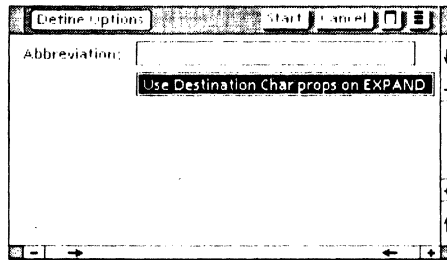 Define Options Start Cancel
Abbreviation:
Use Destination Char props on EXPAND
- +